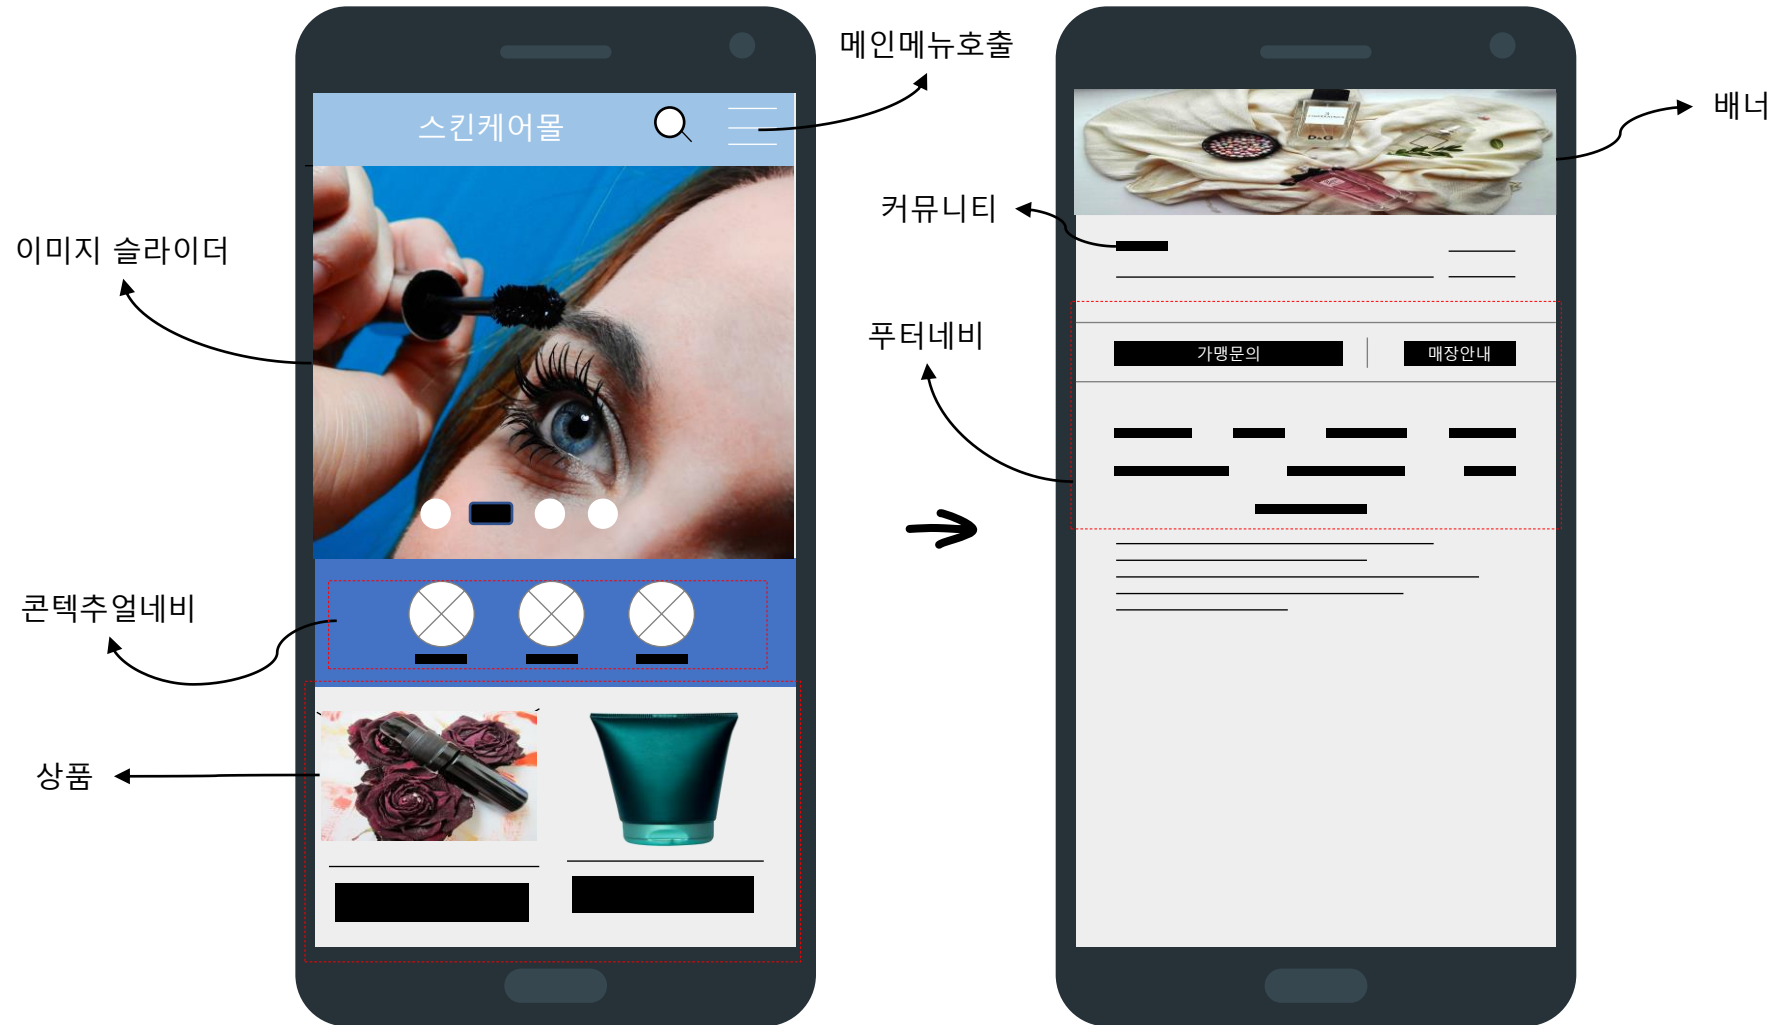 메인메뉴호출
스킨케어몰
이미지 슬라이더
콘텍추얼네비
상품
배너
D&G
커뮤니티
푸터네비
가맹문의
매장안내